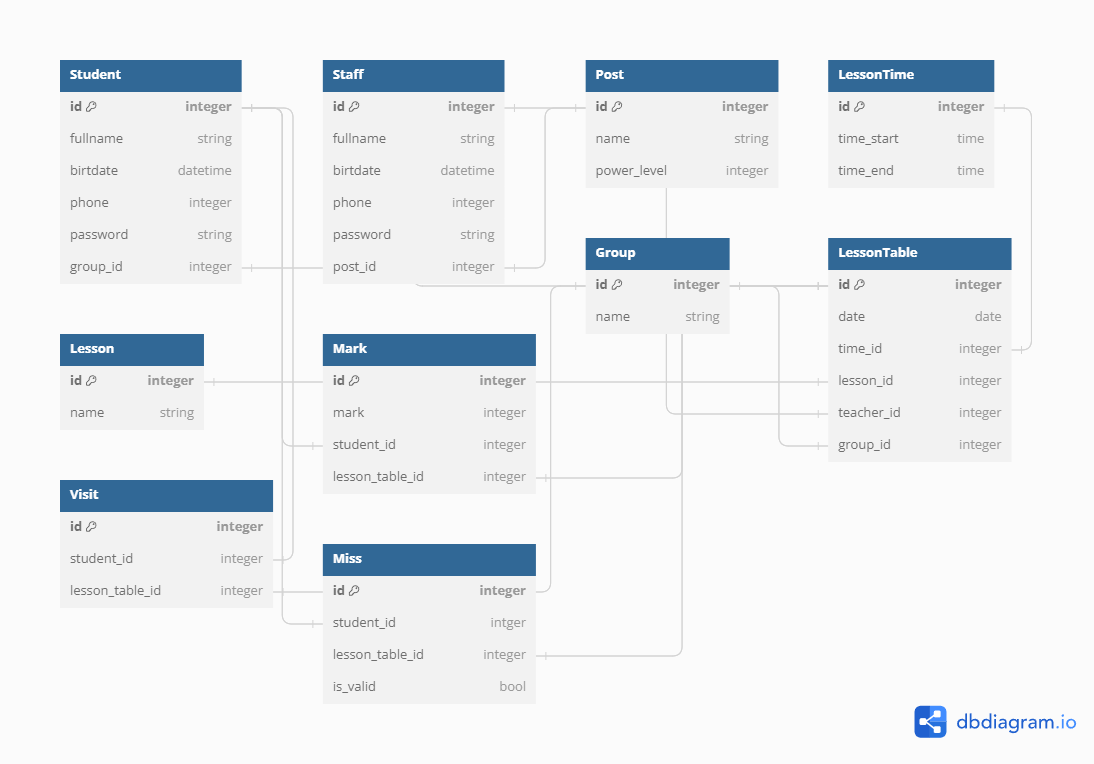 Student
id integer
fullname string
birtdate datetime
phone integer
password string
group_id integer
Staff
id integer
fullname string
birtdate datetime
phone integer
password string
post_id integer
Post
id integer
name string
power_level integer
LessonTime
id integer
time_start time
time_end time
Group
id integer
name string
LessonTable
id integer
date date
time_id integer
lesson_id integer
teacher_id integer
group_id integer
Lesson
id integer
name string
Mark
id integer
mark integer
student_id integer
lesson_table_id integer
Visit
id integer
student_id integer
lesson_table_id integer
Miss
id integer
student_id intger
lesson_table_id integer
is_valid bool
dbdiagram.io